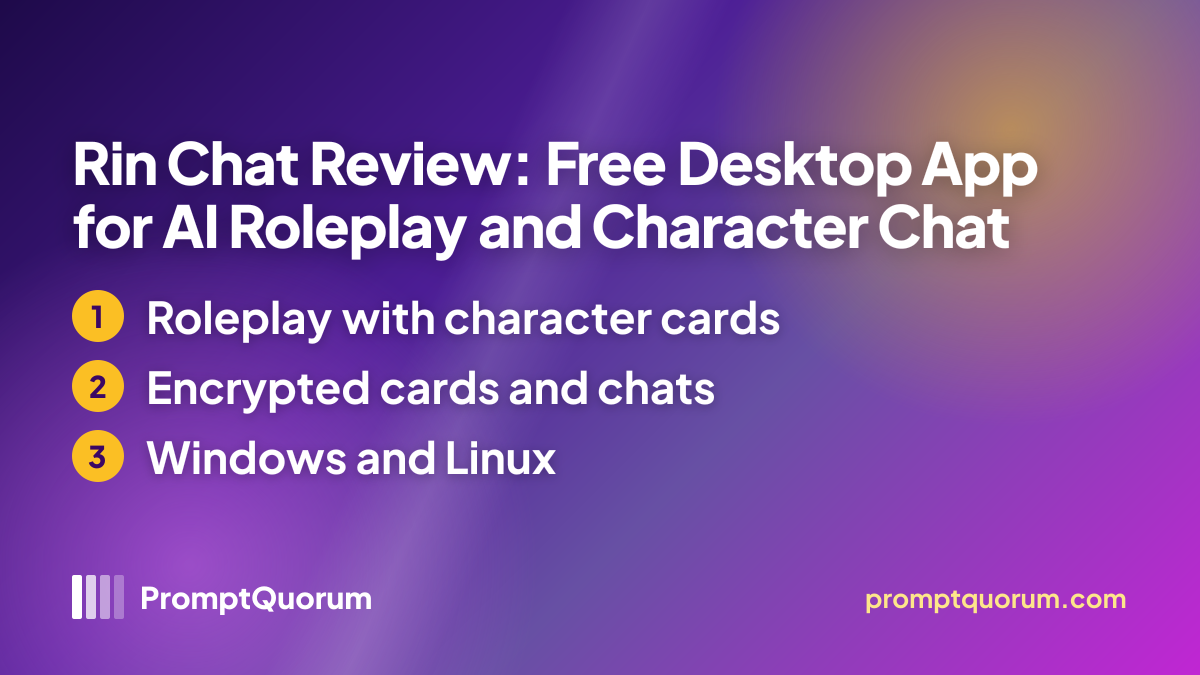 Rin Chat Review: Free Desktop App
for AI Roleplay and Character Chat
1 Roleplay with character cards
2 Encrypted cards and chats
3 Windows and Linux
PromptQuorum
promptquorum.com